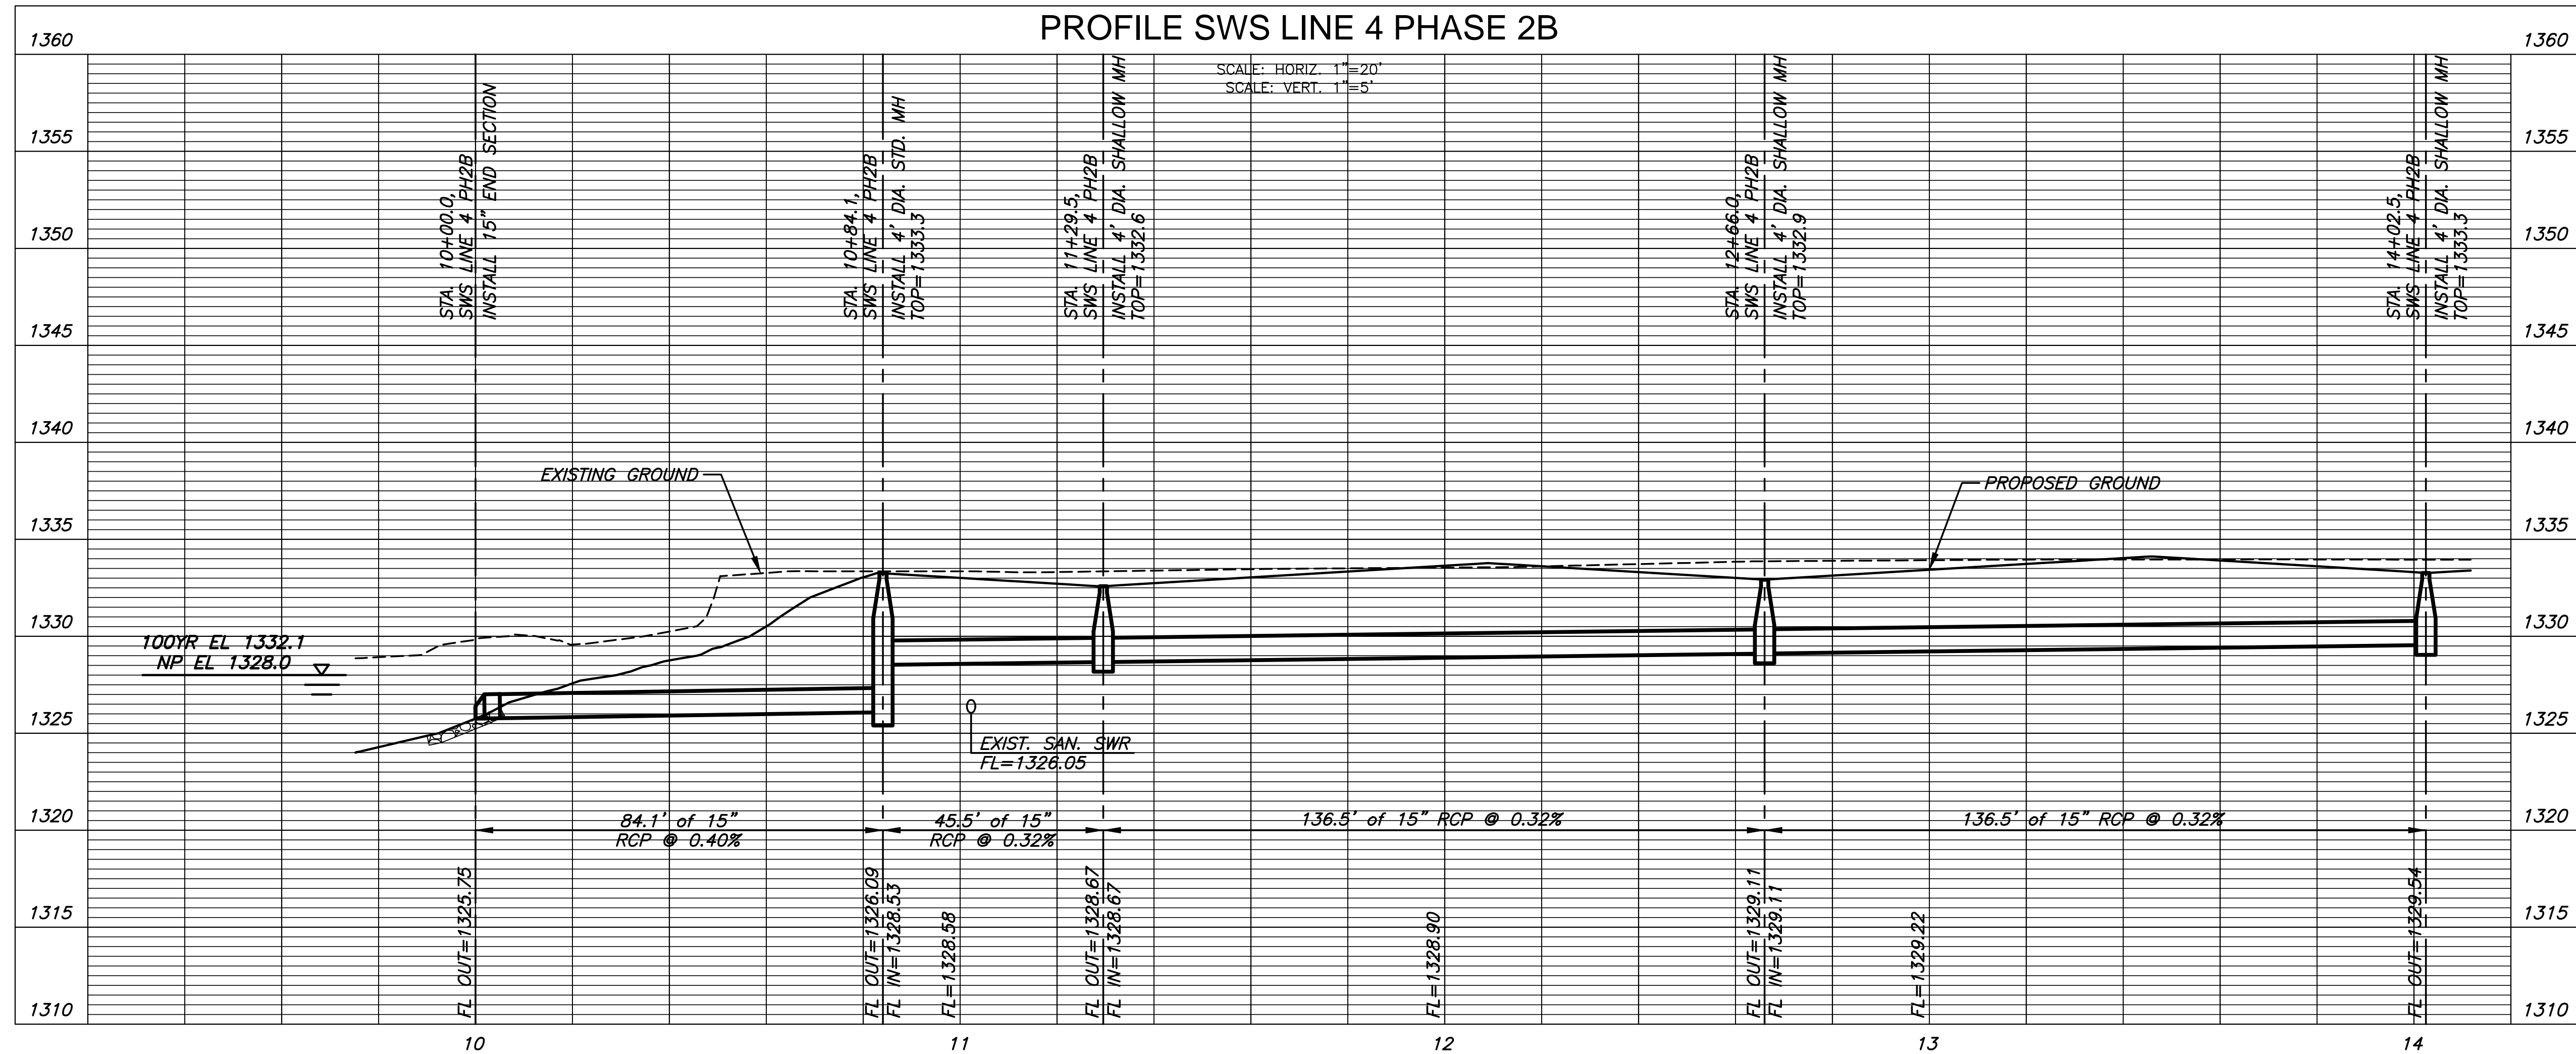 PROFILE SWS LINE 4 PHASE 2B
SCALE: HORIZ. 1"=20'
SCALE: VERT. 1"=5'
1360
1355
1350
1345
1340
1335
1330
1325
1320
1315
1310
1360
1355
1350
1345
1340
1335
1330
1325
1320
1315
1310
STA. 10+00.0,
SWS LINE 4 PH2B
INSTALL 15" END SECTION
STA. 10+84.1,
SWS LINE 4 PH2B
INSTALL 4' DIA. STD. MH
TOP=1333.3
STA. 11+29.5,
SWS LINE 4 PH2B
INSTALL 4' DIA. SHALLOW MH
TOP=1332.6
STA. 12+66.0,
SWS LINE 4 PH2B
INSTALL 4' DIA. SHALLOW MH
TOP=1332.9
STA. 14+02.5,
SWS LINE 4 PH2B
INSTALL 4' DIA. SHALLOW MH
TOP=1333.3
EXISTING GROUND
PROPOSED GROUND
100YR EL 1332.1
NP EL 1328.0
EXIST. SAN. SWR
FL=1326.05
84.1' of 15"
RCP @ 0.40%
45.5' of 15"
RCP @ 0.32%
136.5' of 15" RCP @ 0.32%
136.5' of 15" RCP @ 0.32%
FL OUT=1325.75
FL OUT=1326.09
FL IN=1328.53
FL=1328.58
FL OUT=1328.67
FL IN=1328.67
FL=1328.90
FL OUT=1329.11
FL IN=1329.11
FL=1329.22
FL OUT=1329.54
10
11
12
13
14